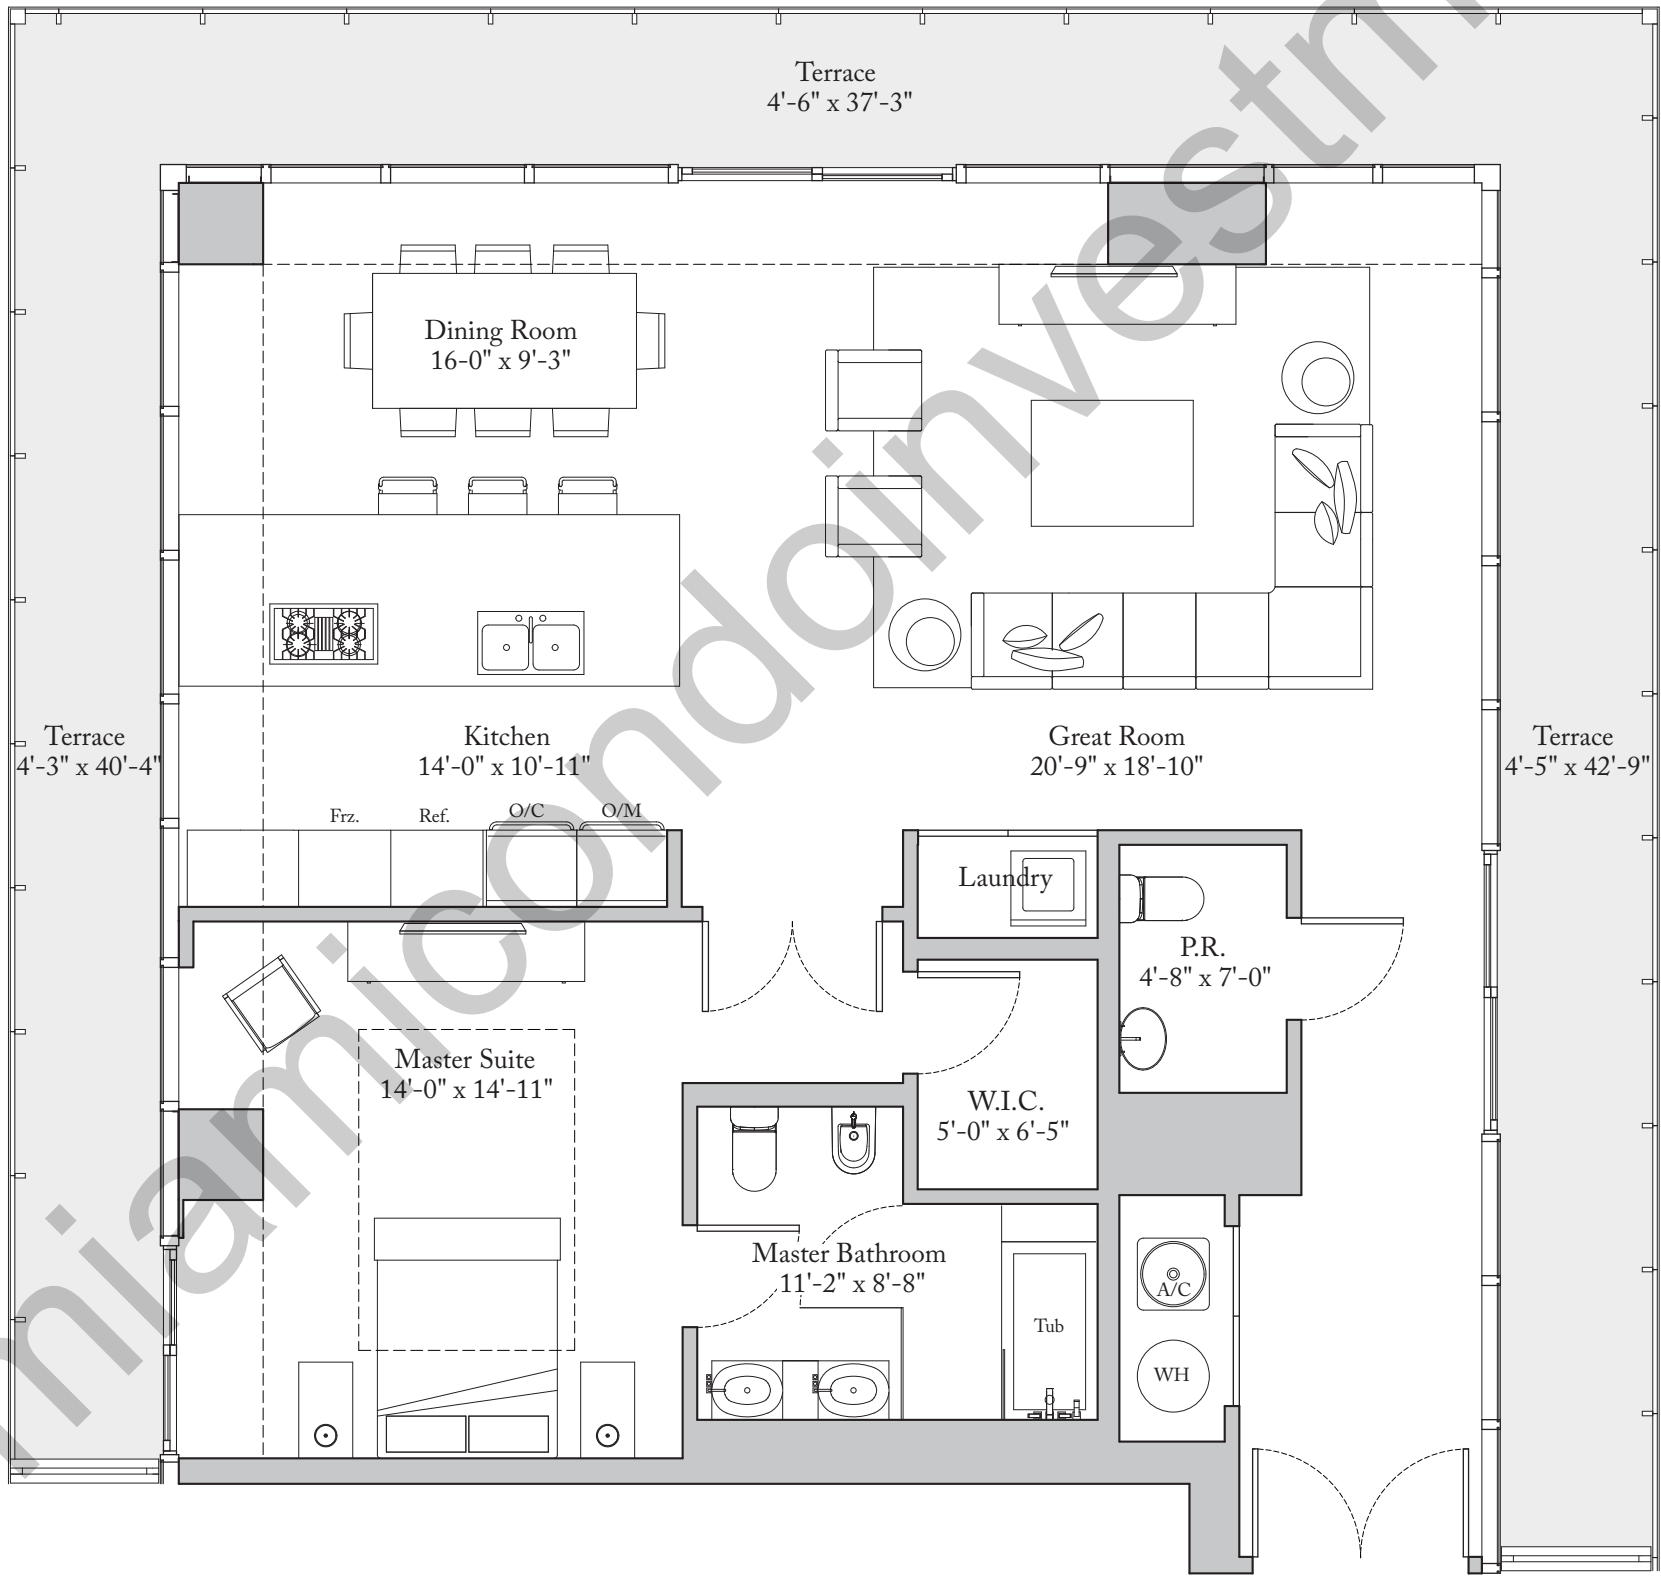 Terrace
4'-6" x 37'-3"
Dining Room
16-0" x 9'-3"
Terrace
4'-3" x 40'-4"
Kitchen
14'-0" x 10'-11"
Great Room
20'-9" x 18'-10"
Terrace
4'-5" x 42'-9"
Frz.
Ref.
O/C
O/M
Laundry
P.R.
4'-8" x 7'-0"
Master Suite
14'-0" x 14'-11"
W.I.C.
5'-0" x 6'-5"
Master Bathroom
11'-2" x 8'-8"
A/C
Tub
WH
miamicondoinvestm